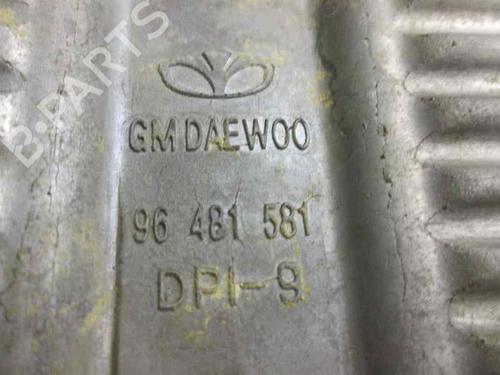 B-PARTS
GM DAEWOO
96 481 581
DPI-9